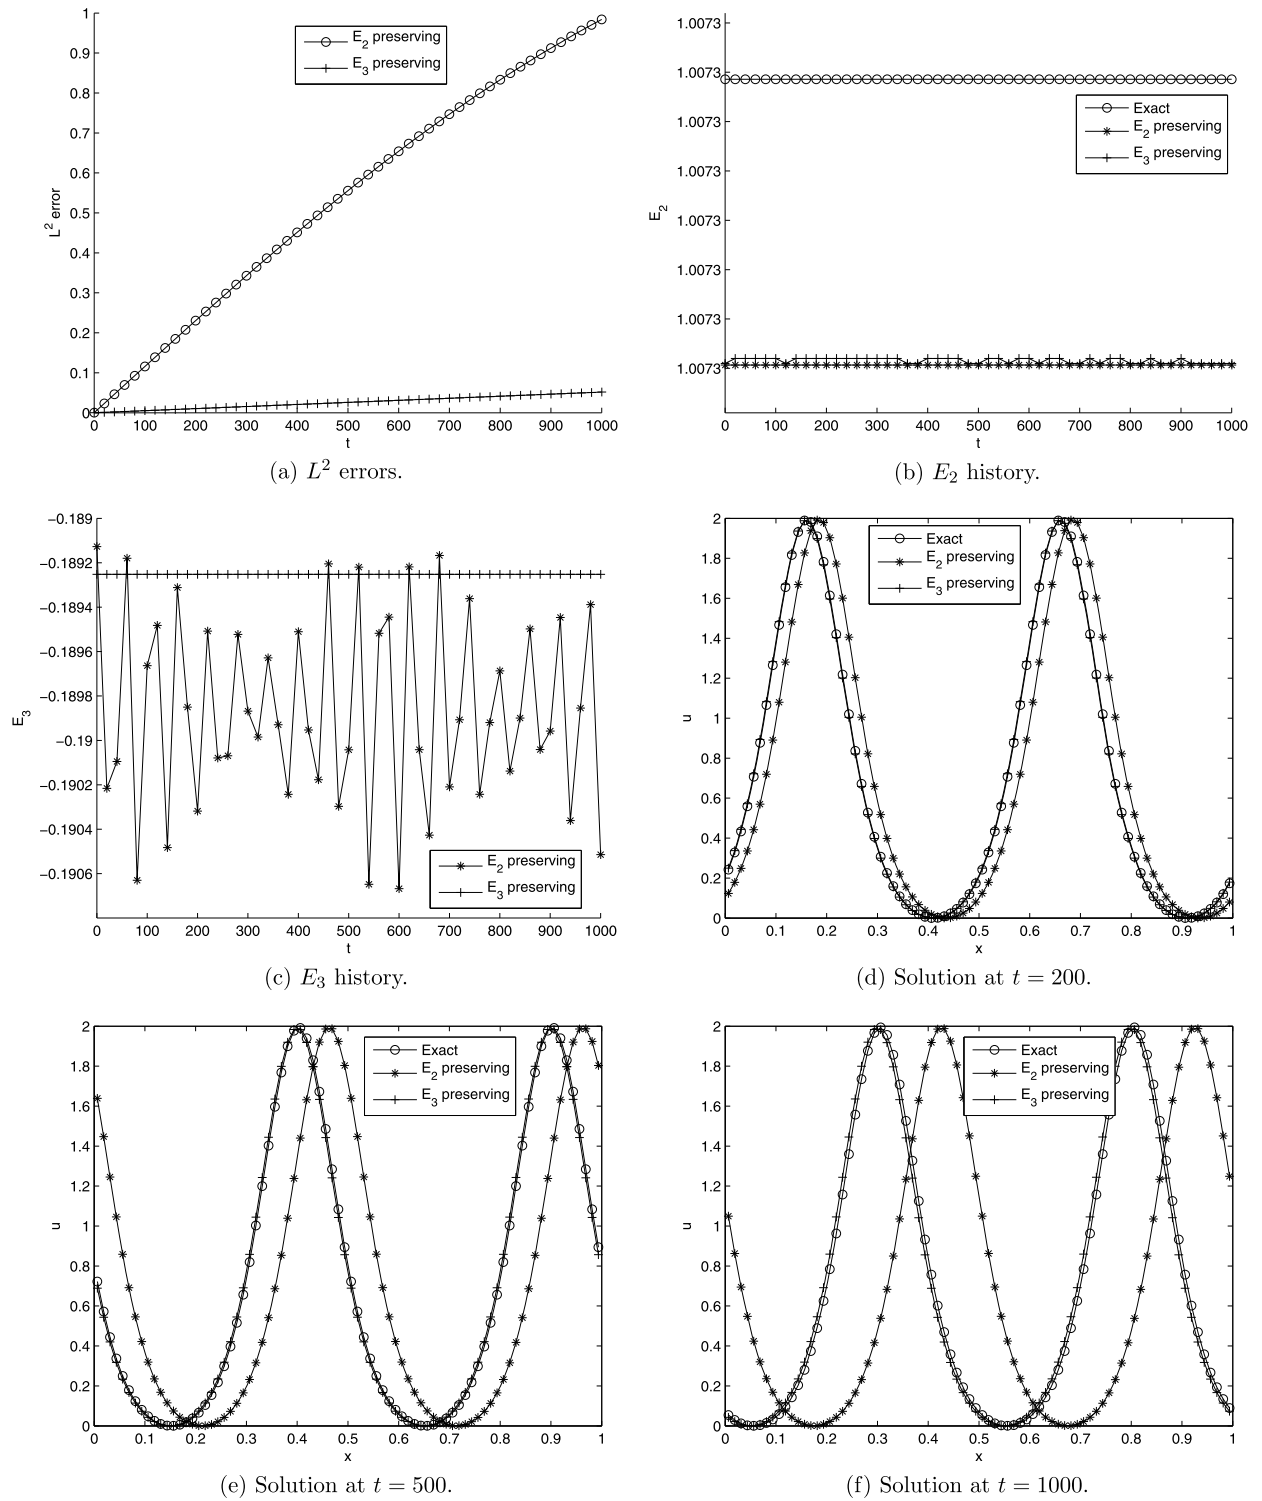 1
0.9
0.8
0.7
0.6
0.5
0.4
0.3
0.2
0.1
0
L² error
E₂ preserving
E₃ preserving
0 100 200 300 400 500 600 700 800 900 1000
t
(a) L² errors.
1.0073
1.0073
1.0073
1.0073
1.0073
1.0073
1.0073
1.0073
E₂
Exact
E₂ preserving
E₃ preserving
0 100 200 300 400 500 600 700 800 900 1000
t
(b) E₂ history.
−0.189
−0.1892
−0.1894
−0.1896
−0.1898
−0.19
−0.1902
−0.1904
−0.1906
E₃
E₂ preserving
E₃ preserving
0 100 200 300 400 500 600 700 800 900 1000
t
(c) E₃ history.
2
1.8
1.6
1.4
1.2
1
0.8
0.6
0.4
0.2
0
u
Exact
E₂ preserving
E₃ preserving
0 0.1 0.2 0.3 0.4 0.5 0.6 0.7 0.8 0.9 1
x
(d) Solution at t = 200.
2
1.8
1.6
1.4
1.2
1
0.8
0.6
0.4
0.2
0
u
Exact
E₂ preserving
E₃ preserving
0 0.1 0.2 0.3 0.4 0.5 0.6 0.7 0.8 0.9 1
x
(e) Solution at t = 500.
2
1.8
1.6
1.4
1.2
1
0.8
0.6
0.4
0.2
0
u
Exact
E₂ preserving
E₃ preserving
0 0.1 0.2 0.3 0.4 0.5 0.6 0.7 0.8 0.9 1
x
(f) Solution at t = 1000.